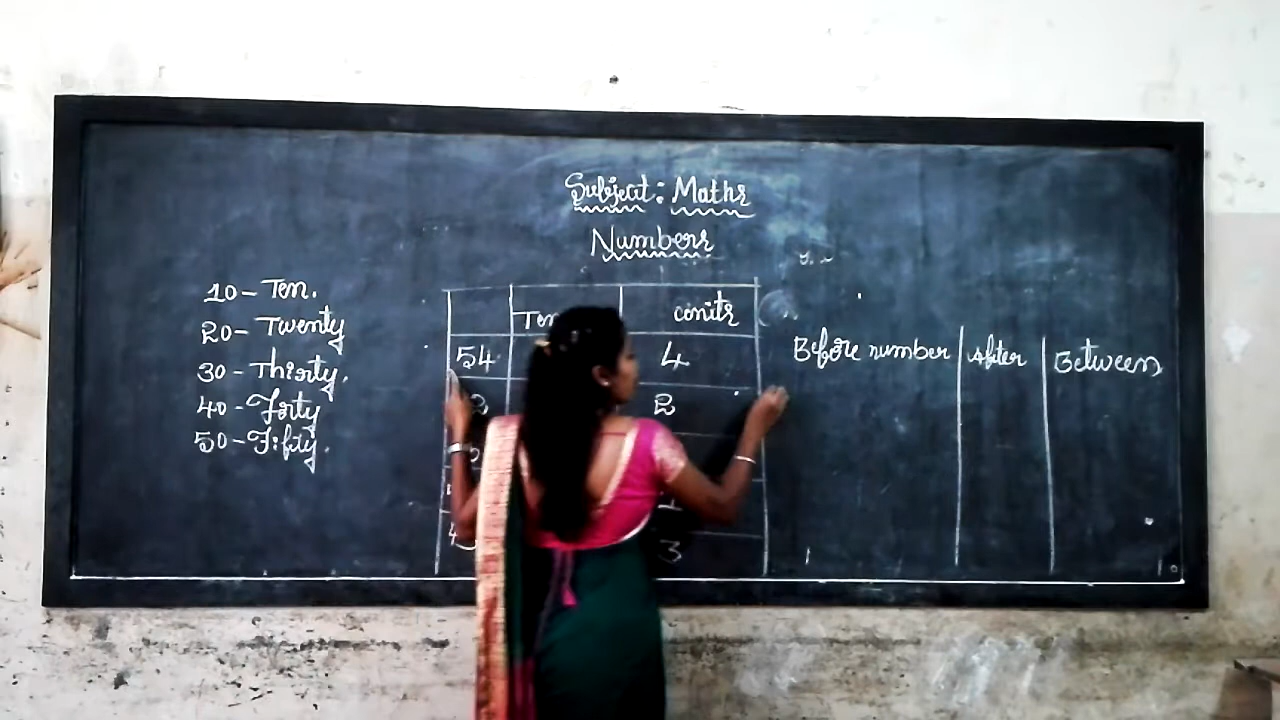 Subject: Maths
Numbers
10 - Ten.
20 - Twenty
30 - Thirty.
40 - Forty
50 - Fifty.
units
54 4
2
3
Before number After Between